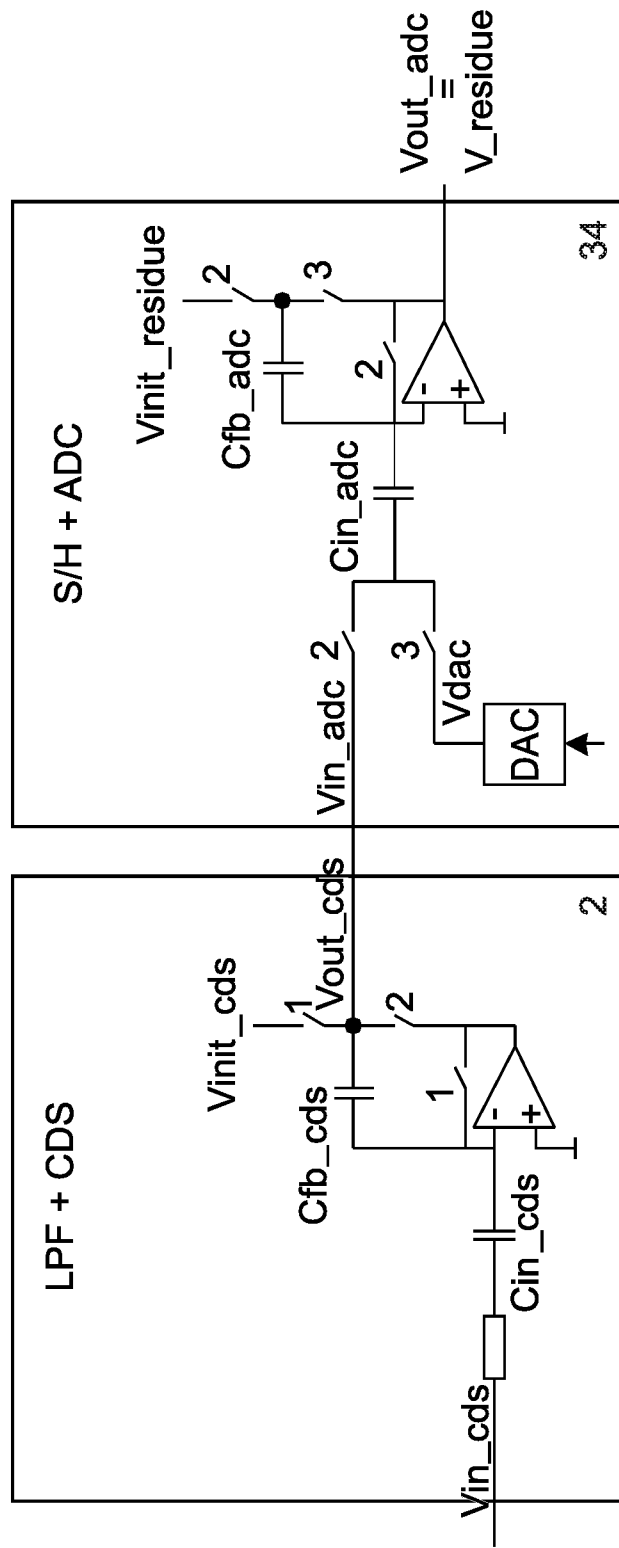 LPF + CDS
Vinit_cds
1
Cfb_cds
Vout_cds
2
1
-
+
Cin_cds
Vin_cds
2
S/H + ADC
Vinit_residue
2
Cfb_adc
3
2
Vin_adc
2
Cin_adc
-
+
3
Vdac
DAC
34
Vout_adc
=
V_residue